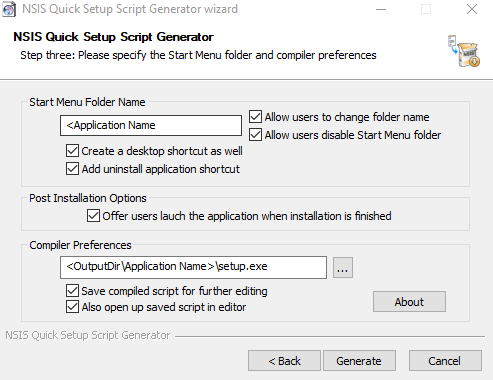 NSIS Quick Setup Script Generator wizard
NSIS Quick Setup Script Generator
Step three: Please specify the Start Menu folder and compiler preferences
Start Menu Folder Name
<Application Name
Allow users to change folder name
Allow users disable Start Menu folder
Create a desktop shortcut as well
Add uninstall application shortcut
Post Installation Options
Offer users lauch the application when installation is finished
Compiler Preferences
<OutputDir\Application Name>\setup.exe
...
Save compiled script for further editing
Also open up saved script in editor
About
NSIS Quick Setup Script Generator
< Back
Generate
Cancel